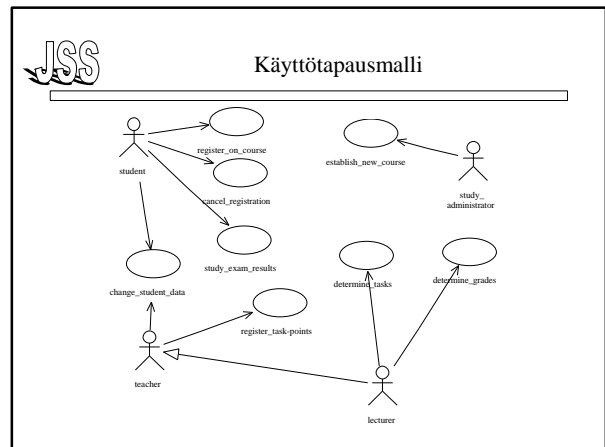 JSS
Käyttötapausmalli
register_on_course
establish_new_course
student
study_
administrator
cancel_registration
study_exam_results
change_student_data
determine_tasks
determine_grades
register_task-points
teacher
lecturer